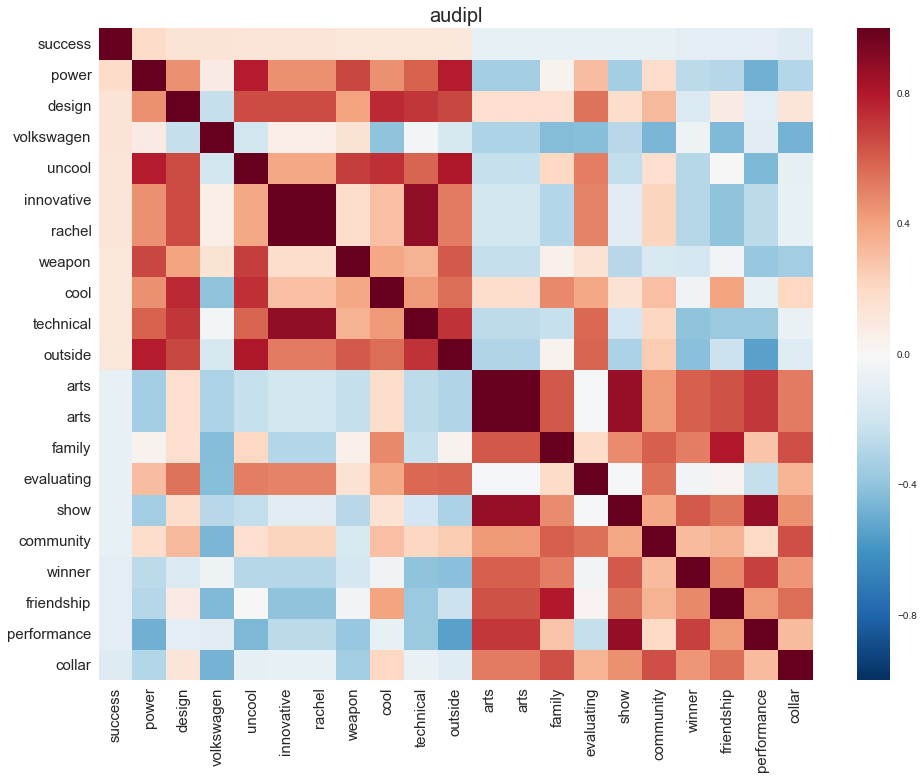 audipl
success
power
design
volkswagen
uncool
innovative
rachel
weapon
cool
technical
outside
arts
arts
family
evaluating
show
community
winner
friendship
performance
collar
success
power
design
volkswagen
uncool
innovative
rachel
weapon
cool
technical
outside
arts
arts
family
evaluating
show
community
winner
friendship
performance
collar
0.8
0.4
0.0
−0.4
−0.8